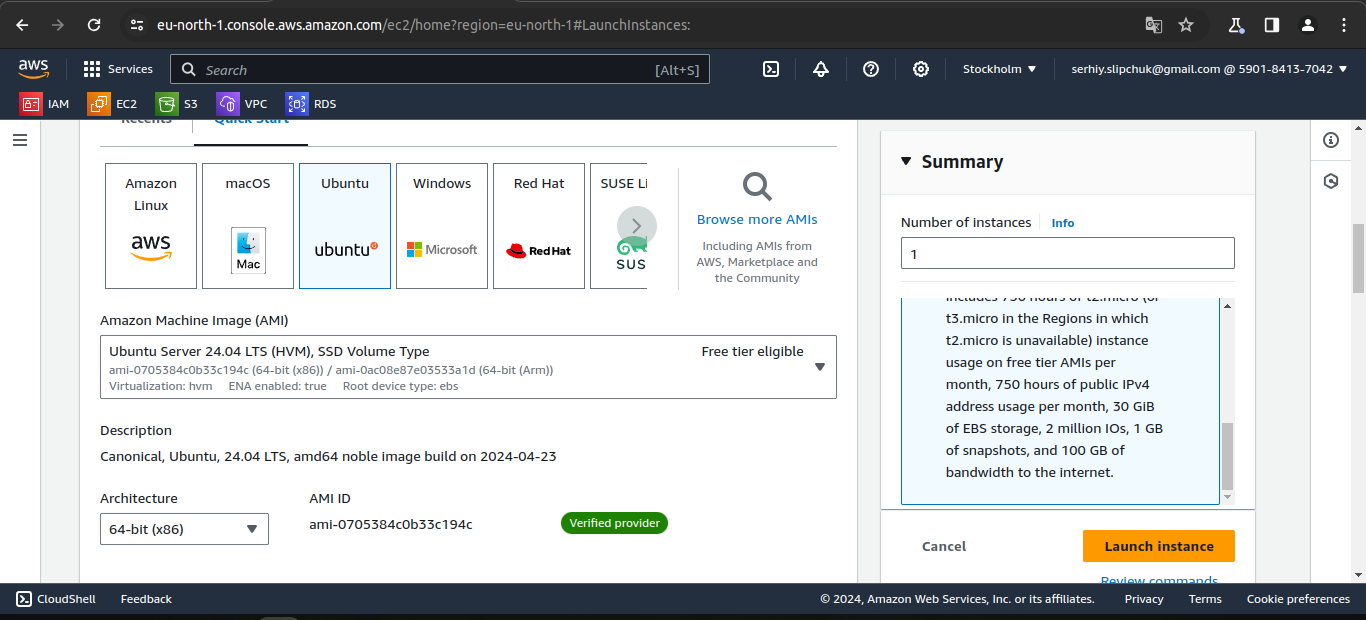 eu-north-1.console.aws.amazon.com/ec2/home?region=eu-north-1#LaunchInstances:
aws
Services
Search
[Alt+S]
Stockholm
serhiy.slipchuk@gmail.com @ 5901-8413-7042
IAM
EC2
S3
VPC
RDS
Recents
Quick Start
Amazon
Linux
aws
macOS
Mac
Ubuntu
ubuntu
Windows
Microsoft
Red Hat
Red Hat
SUSE Li
SUS
Browse more AMIs
Including AMIs from
AWS, Marketplace and
the Community
Amazon Machine Image (AMI)
Ubuntu Server 24.04 LTS (HVM), SSD Volume Type
Free tier eligible
ami-0705384c0b33c194c (64-bit (x86)) / ami-0ac08e87e03533a1d (64-bit (Arm))
Virtualization: hvm ENA enabled: true Root device type: ebs
Description
Canonical, Ubuntu, 24.04 LTS, amd64 noble image build on 2024-04-23
Architecture
64-bit (x86)
AMI ID
ami-0705384c0b33c194c
Verified provider
Summary
Number of instances
Info
1
includes 750 hours of t2.micro (or
t3.micro in the Regions in which
t2.micro is unavailable) instance
usage on free tier AMIs per
month, 750 hours of public IPv4
address usage per month, 30 GiB
of EBS storage, 2 million IOs, 1 GB
of snapshots, and 100 GB of
bandwidth to the internet.
Cancel
Launch instance
Review commands
CloudShell
Feedback
© 2024, Amazon Web Services, Inc. or its affiliates.
Privacy
Terms
Cookie preferences